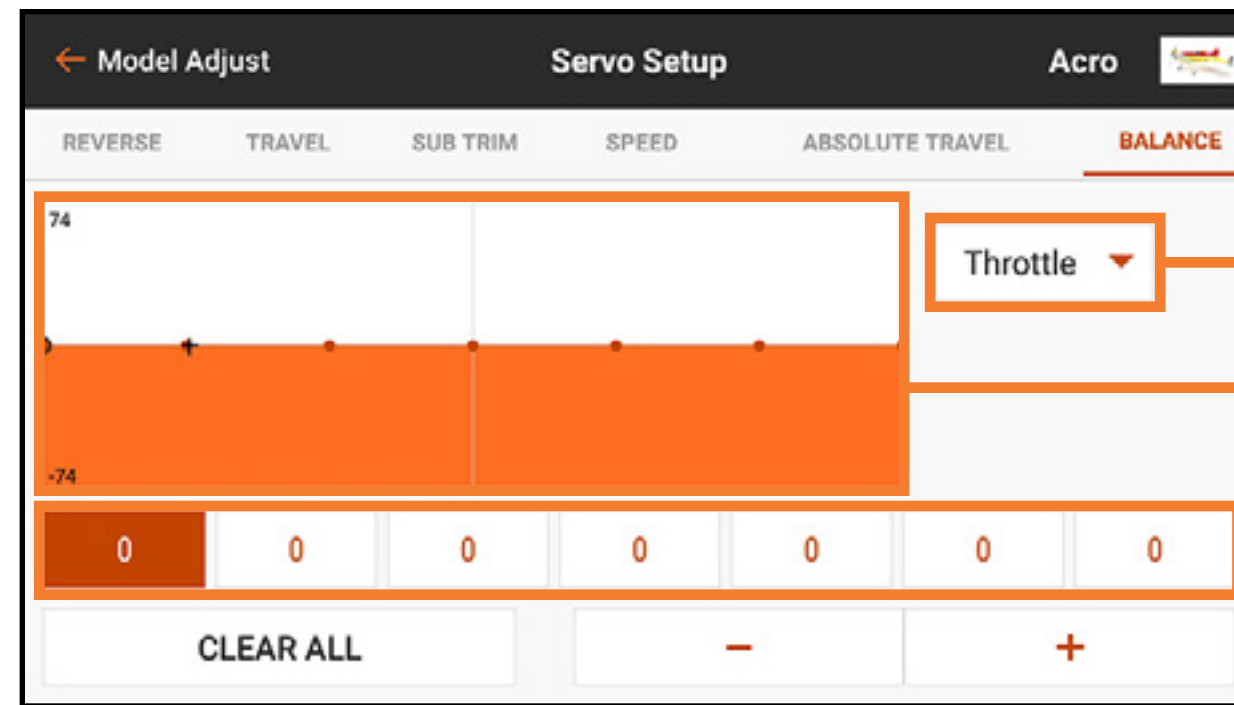 ← Model Adjust Servo Setup Acro
REVERSE TRAVEL SUB TRIM SPEED ABSOLUTE TRAVEL BALANCE
74
Throttle
-74
0 0 0 0 0 0 0
CLEAR ALL − +